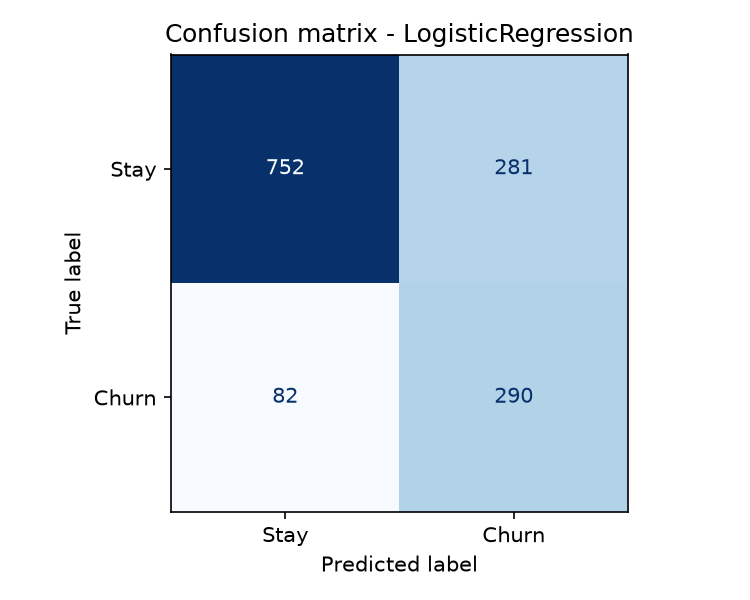 Confusion matrix - LogisticRegression
True label
Stay
752
281
Churn
82
290
Stay
Churn
Predicted label